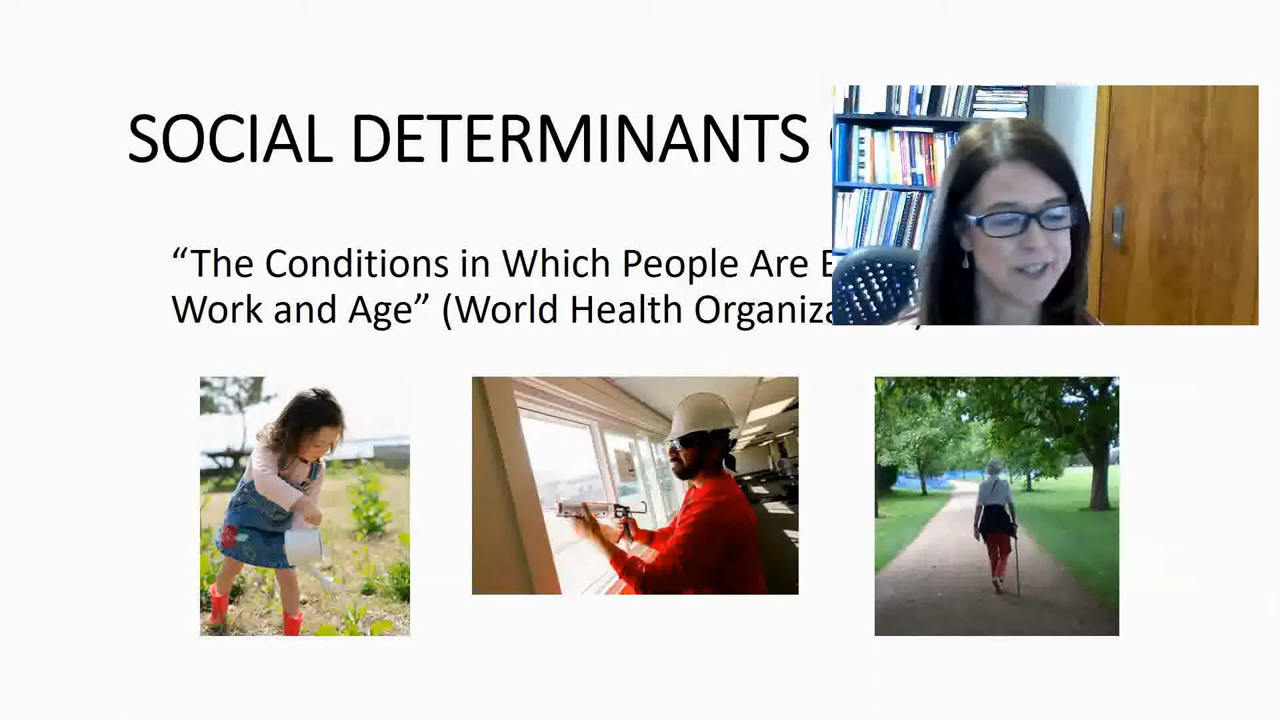 SOCIAL DETERMINANTS
“The Conditions in Which People Are
Work and Age” (World Health